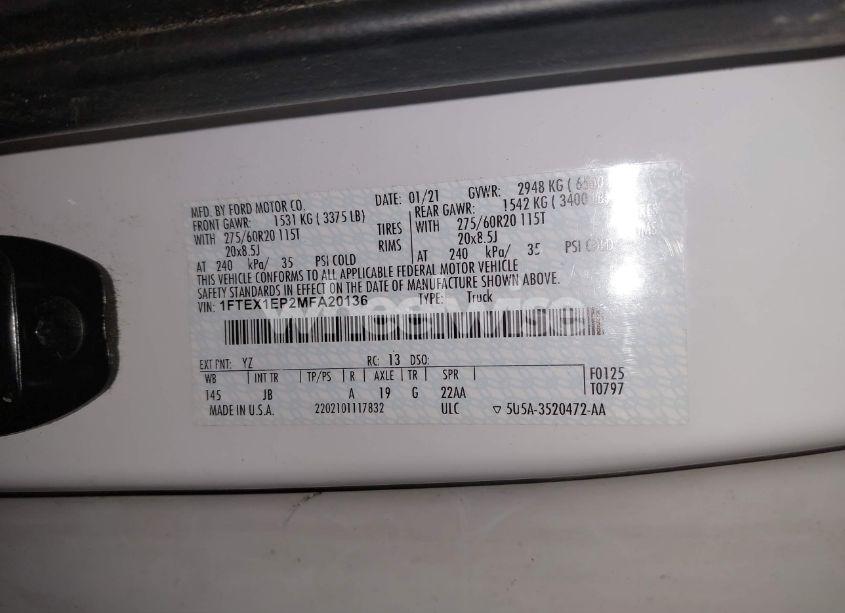 MFD. BY FORD MOTOR CO.
DATE: 01/21 GVWR: 2948 KG (
FRONT GAWR: 1531 KG ( 3375 LB) REAR GAWR: 1542 KG ( 3400
WITH 275/60R20 115T TIRES 275/60R20 115T
20x8.5J RIMS 20x8.5J
AT 240 kPa/ 35 PSI COLD AT 240 kPa/ 35 PSI COLD
THIS VEHICLE CONFORMS TO ALL APPLICABLE FEDERAL MOTOR VEHICLE
SAFETY STANDARDS IN EFFECT ON THE DATE OF MANUFACTURE SHOWN ABOVE.
VIN: 1FTEX1EP2MFA20136 TYPE: Truck
EXT PNT: YZ RC: 13 DSO:
WB INT TR TP/PS R AXLE TR SPR F0125
145 JB A 19 G 22AA T0797
MADE IN U.S.A. 2202101117832 ULC ▽ 5U5A-3520472-AA